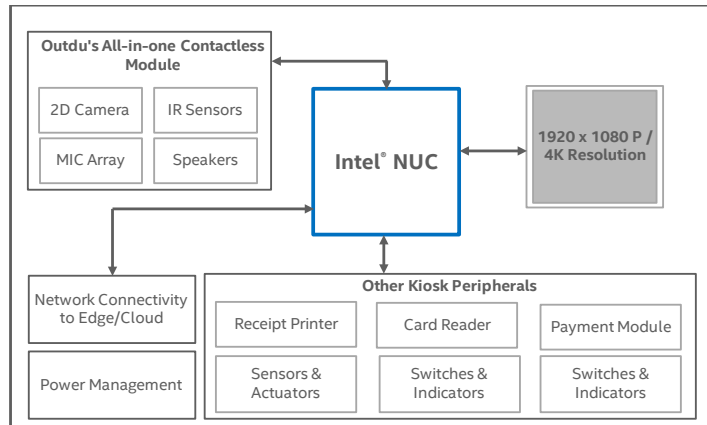 Outdu's All-in-one Contactless
Module
2D Camera
IR Sensors
MIC Array
Speakers
Intel® NUC
1920 x 1080 P /
4K Resolution
Network Connectivity
to Edge/Cloud
Power Management
Other Kiosk Peripherals
Receipt Printer
Card Reader
Payment Module
Sensors &
Actuators
Switches &
Indicators
Switches &
Indicators